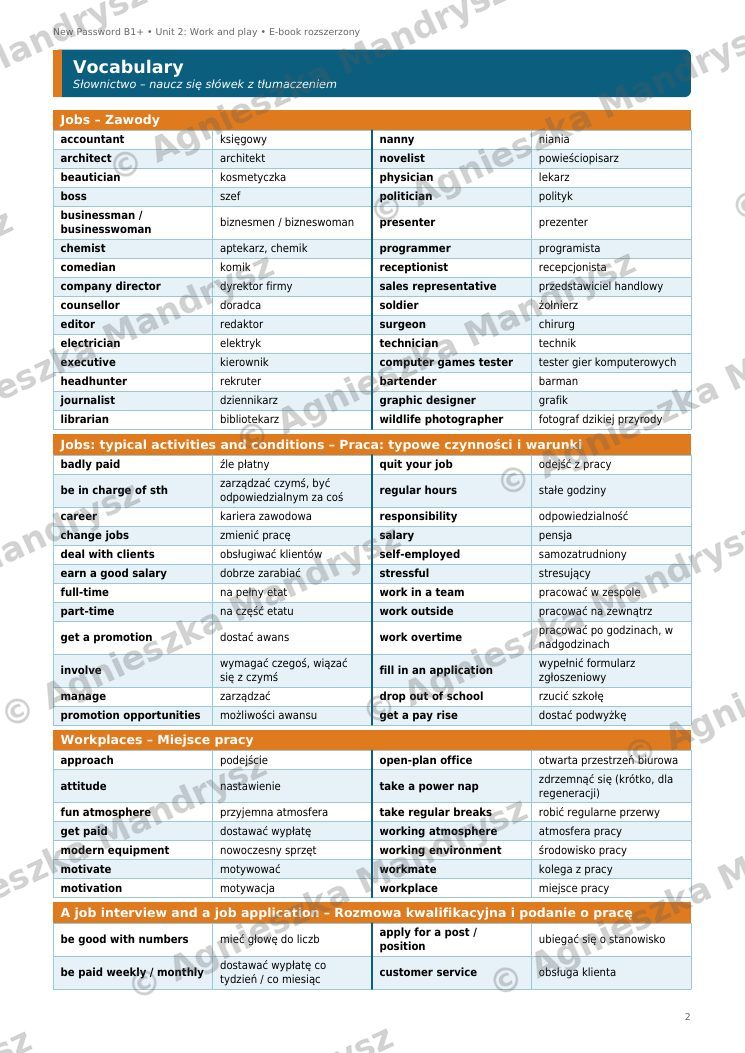 New Password B1+ • Unit 2: Work and play • E-book rozszerzony
Vocabulary
Słownictwo – naucz się słówek z tłumaczeniem
Jobs – Zawody
accountant księgowy nanny niania
architect architekt novelist powieściopisarz
beautician kosmetyczka physician lekarz
boss szef politician polityk
businessman / businesswoman biznesmen / bizneswoman presenter prezenter
chemist aptekarz, chemik programmer programista
comedian komik receptionist recepcjonista
company director dyrektor firmy sales representative przedstawiciel handlowy
counsellor doradca soldier żołnierz
editor redaktor surgeon chirurg
electrician elektryk technician technik
executive kierownik computer games tester tester gier komputerowych
headhunter rekruter bartender barman
journalist dziennikarz graphic designer grafik
librarian bibliotekarz wildlife photographer fotograf dzikiej przyrody
Jobs: typical activities and conditions – Praca: typowe czynności i warunki
badly paid źle płatny quit your job odejść z pracy
be in charge of sth zarządzać czymś, być odpowiedzialnym za coś regular hours stałe godziny
career kariera zawodowa responsibility odpowiedzialność
change jobs zmienić pracę salary pensja
deal with clients obsługiwać klientów self-employed samozatrudniony
earn a good salary dobrze zarabiać stressful stresujący
full-time na pełny etat work in a team pracować w zespole
part-time na część etatu work outside pracować na zewnątrz
get a promotion dostać awans work overtime pracować po godzinach, w nadgodzinach
involve wymagać czegoś, wiązać się z czymś fill in an application wypełnić formularz zgłoszeniowy
manage zarządzać drop out of school rzucić szkołę
promotion opportunities możliwości awansu get a pay rise dostać podwyżkę
Workplaces – Miejsce pracy
approach podejście open-plan office otwarta przestrzeń biurowa
attitude nastawienie take a power nap zdrzemnąć się (krótko, dla regeneracji)
fun atmosphere przyjemna atmosfera take regular breaks robić regularne przerwy
get paid dostawać wypłatę working atmosphere atmosfera pracy
modern equipment nowoczesny sprzęt working environment środowisko pracy
motivate motywować workmate kolega z pracy
motivation motywacja workplace miejsce pracy
A job interview and a job application – Rozmowa kwalifikacyjna i podanie o pracę
be good with numbers mieć głowę do liczb apply for a post / position ubiegać się o stanowisko
be paid weekly / monthly dostawać wypłatę co tydzień / co miesiąc customer service obsługa klienta
2
© Agnieszka Mandrysz